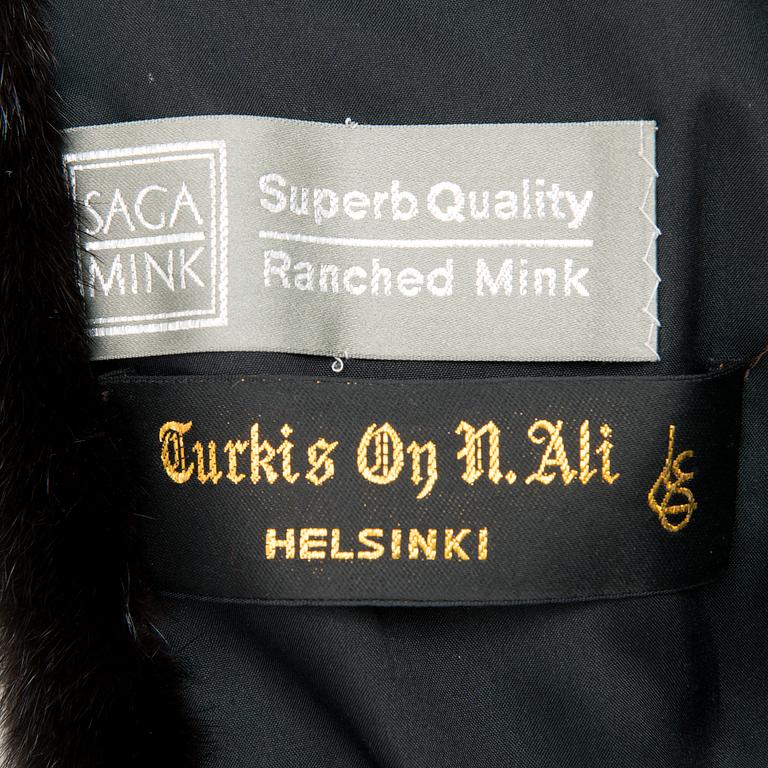 SAGA
MINK
Superb Quality
Ranched Mink
Turkis Oy N. Ali
HELSINKI